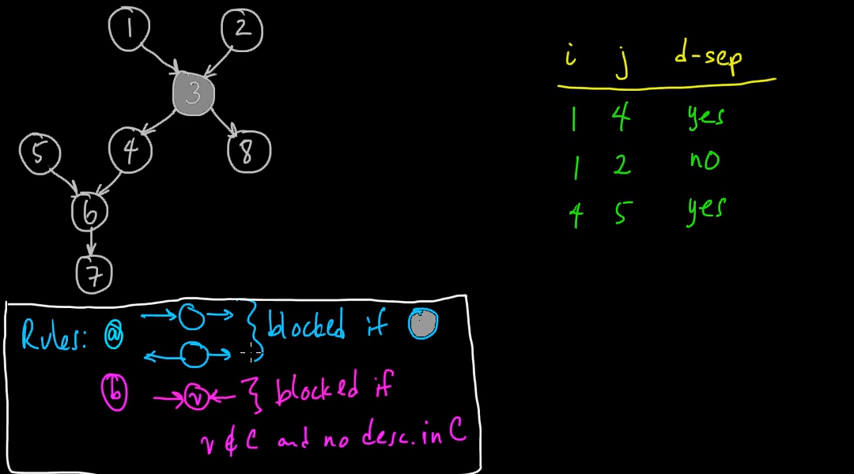 1 2
3
5 4 8
6
7
i j d-sep
1 4 yes
1 2 no
4 5 yes
Rules: ⓐ } blocked if
ⓑ v } blocked if
v ∉ C and no desc. in C